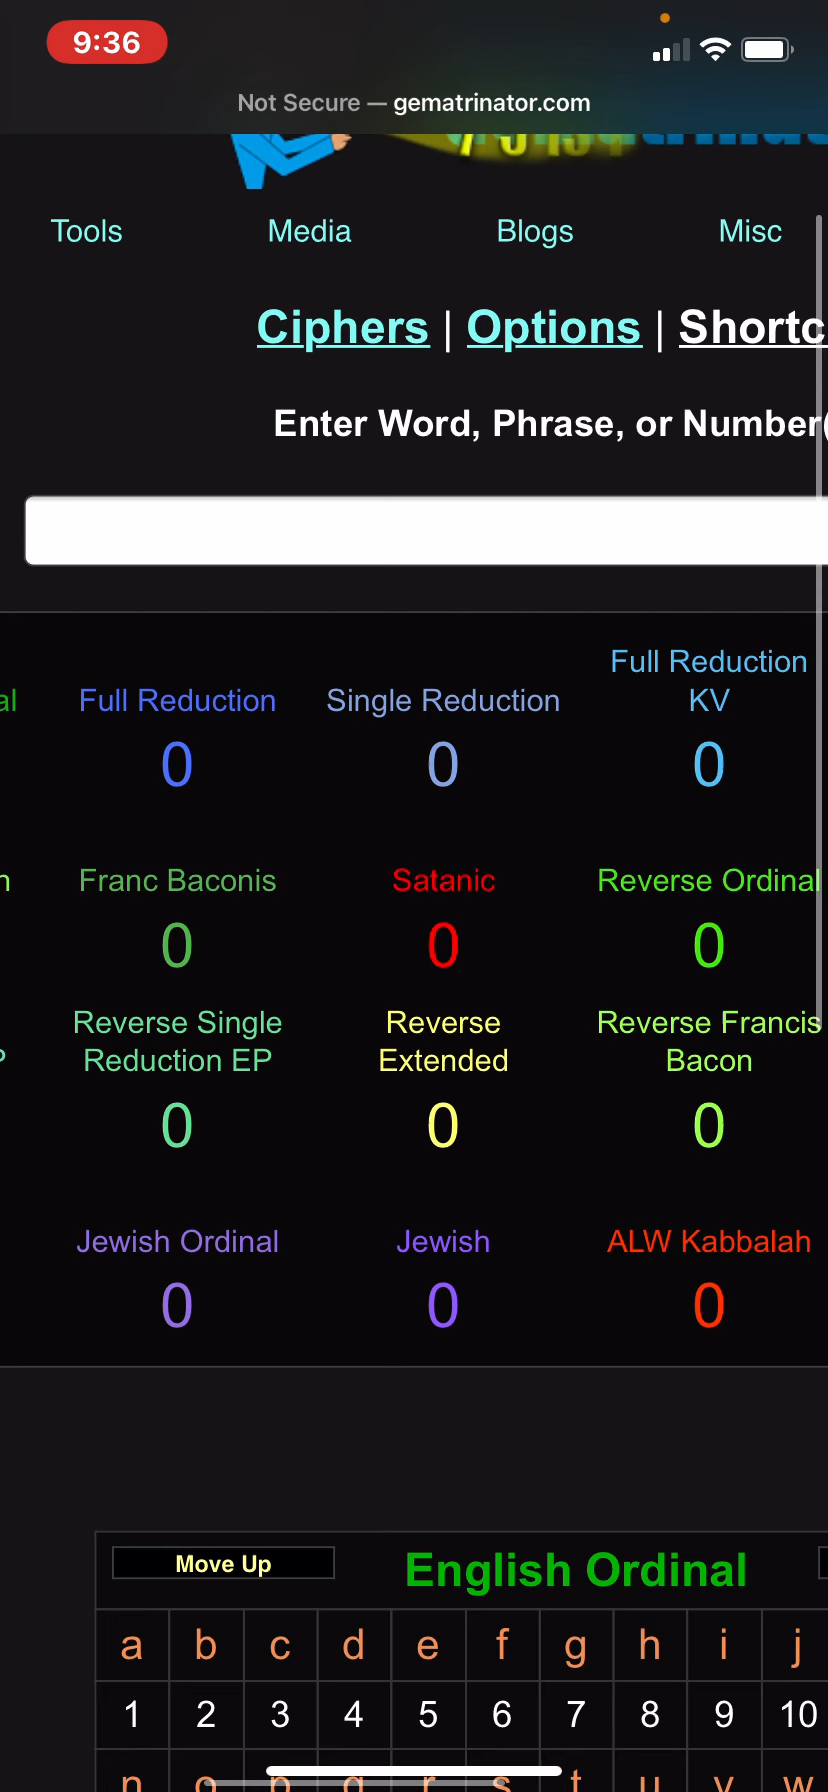 9:36
Not Secure — gematrinator.com
Tools Media Blogs Misc
Ciphers | Options | Shortc
Enter Word, Phrase, or Number(
al Full Reduction Single Reduction Full Reduction KV
0 0 0
n Franc Baconis Satanic Reverse Ordinal
0 0 0
P Reverse Single Reduction EP Reverse Extended Reverse Francis Bacon
0 0 0
Jewish Ordinal Jewish ALW Kabbalah
0 0 0
Move Up English Ordinal
a b c d e f g h i j
1 2 3 4 5 6 7 8 9 10
n o p q r s t u v w